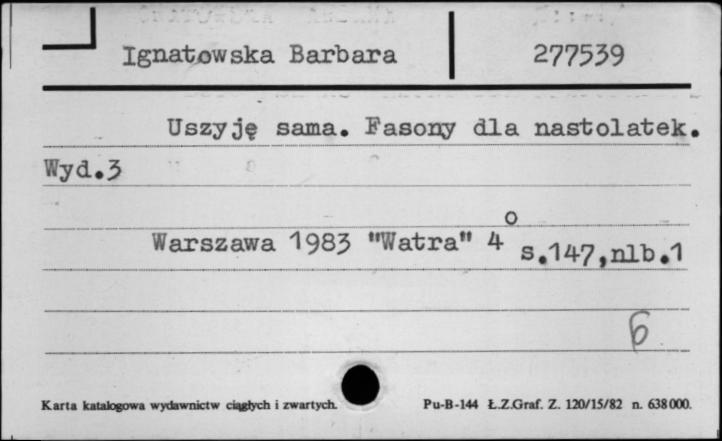 Ignatowska Barbara 277539
Uszyję sama. Fasony dla nastolatek.
Wyd.3
Warszawa 1983 "Watra" 4° s.147,nlb.1
6
Karta katalogowa wydawnictw ciągłych i zwartych. Pu-B-144 Ł.Z.Graf. Z. 120/15/82 n. 638000.